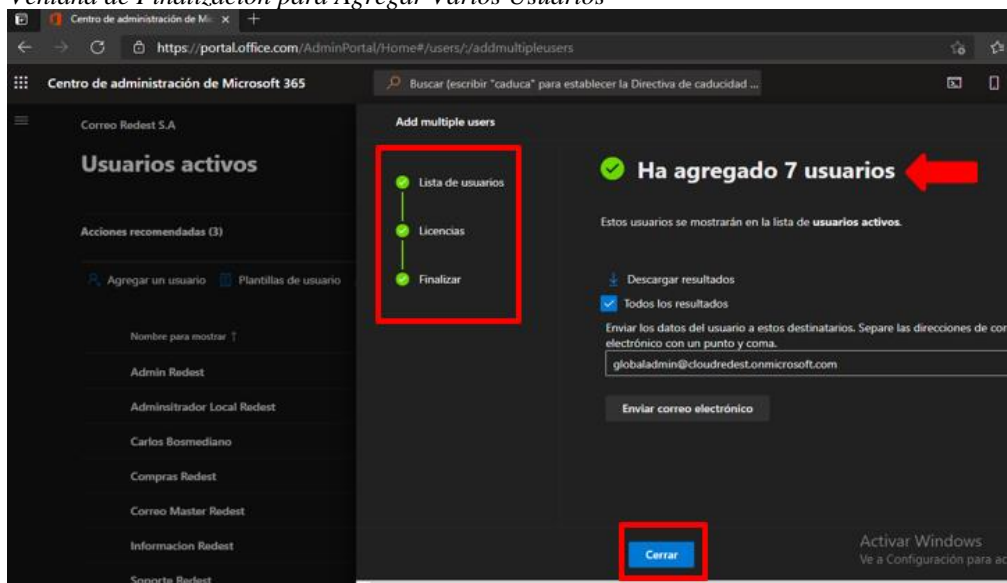 Ventana de Finalización para Agregar Varios Usuarios
Centro de administración de Mi
https://portal.office.com/AdminPortal/Home#/users/:/addmultipleusers
Centro de administración de Microsoft 365
Buscar (escribir "caduca" para establecer la Directiva de caducidad ...
Correo Redest S.A
Usuarios activos
Acciones recomendadas (3)
Agregar un usuario
Plantillas de usuario
Nombre para mostrar ↑
Admin Redest
Adminsitrador Local Redest
Carlos Bosmediano
Compras Redest
Correo Master Redest
Informacion Redest
Soporte Redest
Add multiple users
Lista de usuarios
Licencias
Finalizar
Ha agregado 7 usuarios
Estos usuarios se mostrarán en la lista de usuarios activos.
Descargar resultados
Todos los resultados
Enviar los datos del usuario a estos destinatarios. Separe las direcciones de cor
electrónico con un punto y coma.
globaladmin@cloudredest.onmicrosoft.com
Enviar correo electrónico
Cerrar
Activar Windows
Ve a Configuración para ac